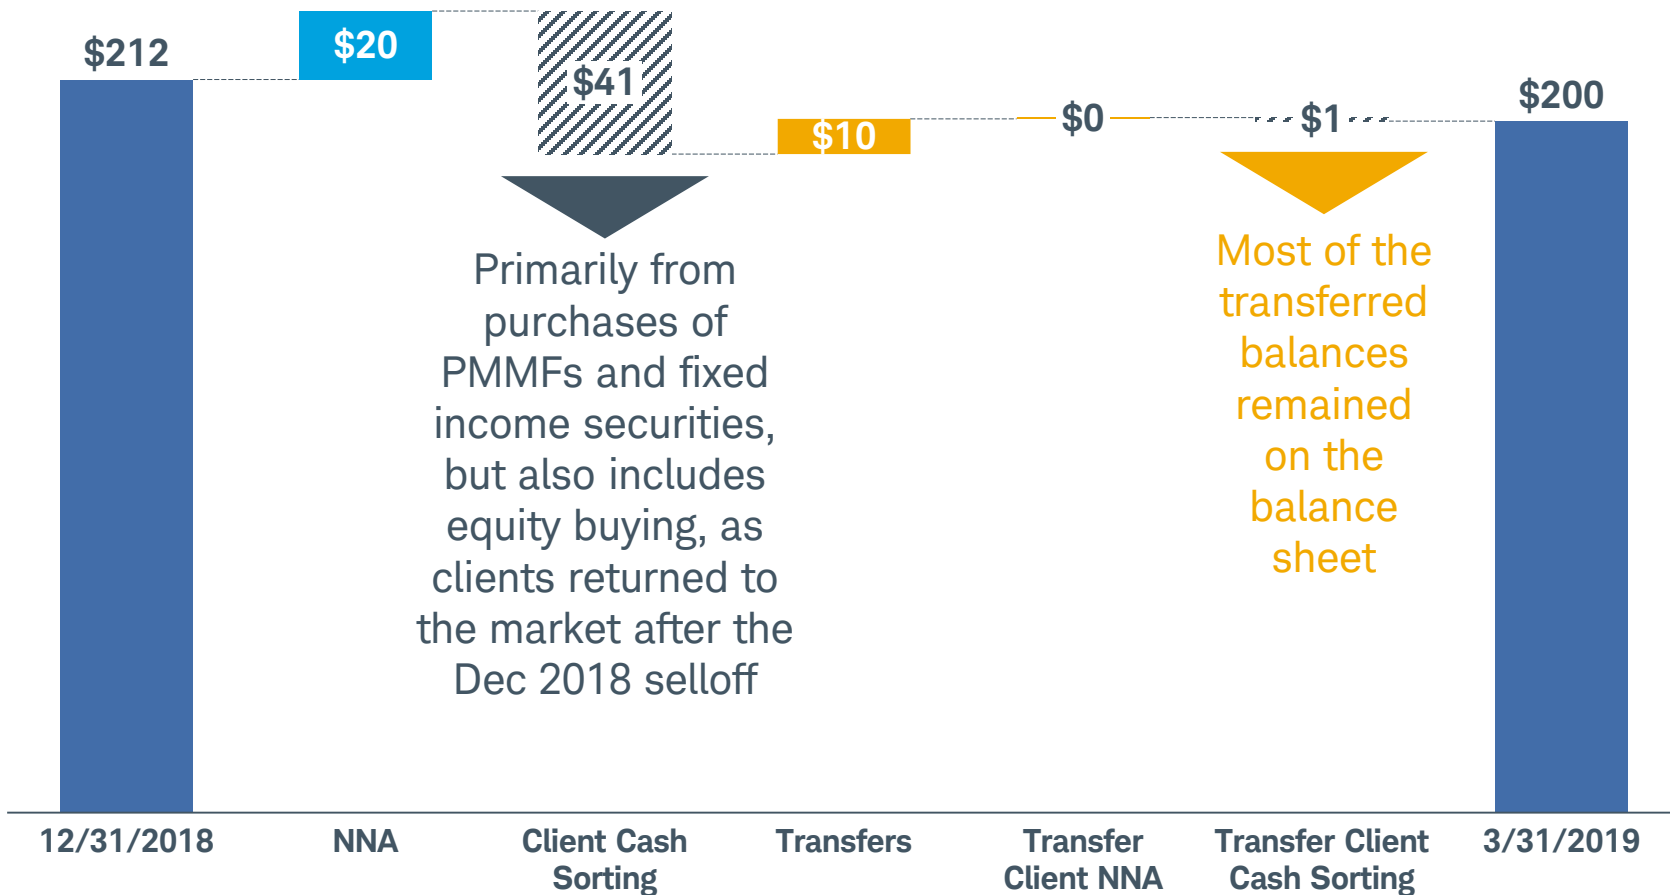 $212
$20
$41
$10
$0
$1
$200
Primarily from
purchases of
PMMFs and fixed
income securities,
but also includes
equity buying, as
clients returned to
the market after the
Dec 2018 selloff
Most of the
transferred
balances
remained
on the
balance
sheet
12/31/2018
NNA
Client Cash
Sorting
Transfers
Transfer
Client NNA
Transfer Client
Cash Sorting
3/31/2019